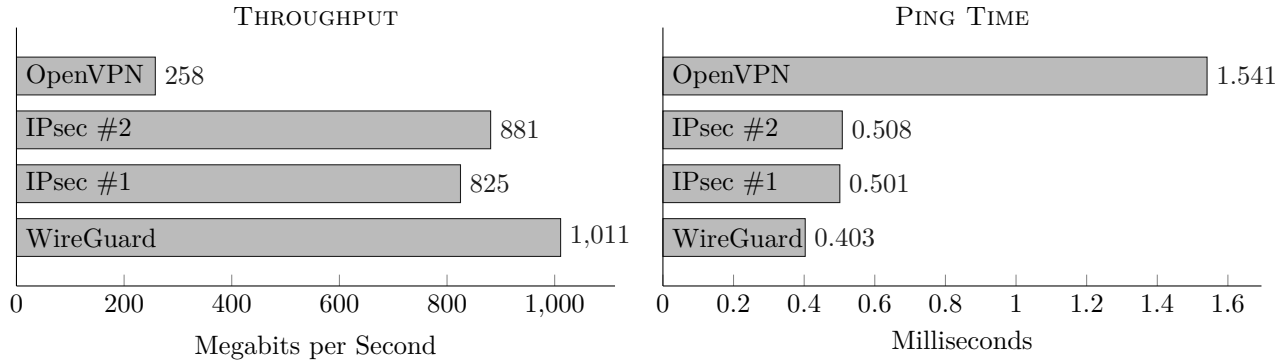 THROUGHPUT
OpenVPN 258
IPsec #2 881
IPsec #1 825
WireGuard 1,011
0 200 400 600 800 1,000
Megabits per Second
PING TIME
OpenVPN 1.541
IPsec #2 0.508
IPsec #1 0.501
WireGuard 0.403
0 0.2 0.4 0.6 0.8 1 1.2 1.4 1.6
Milliseconds